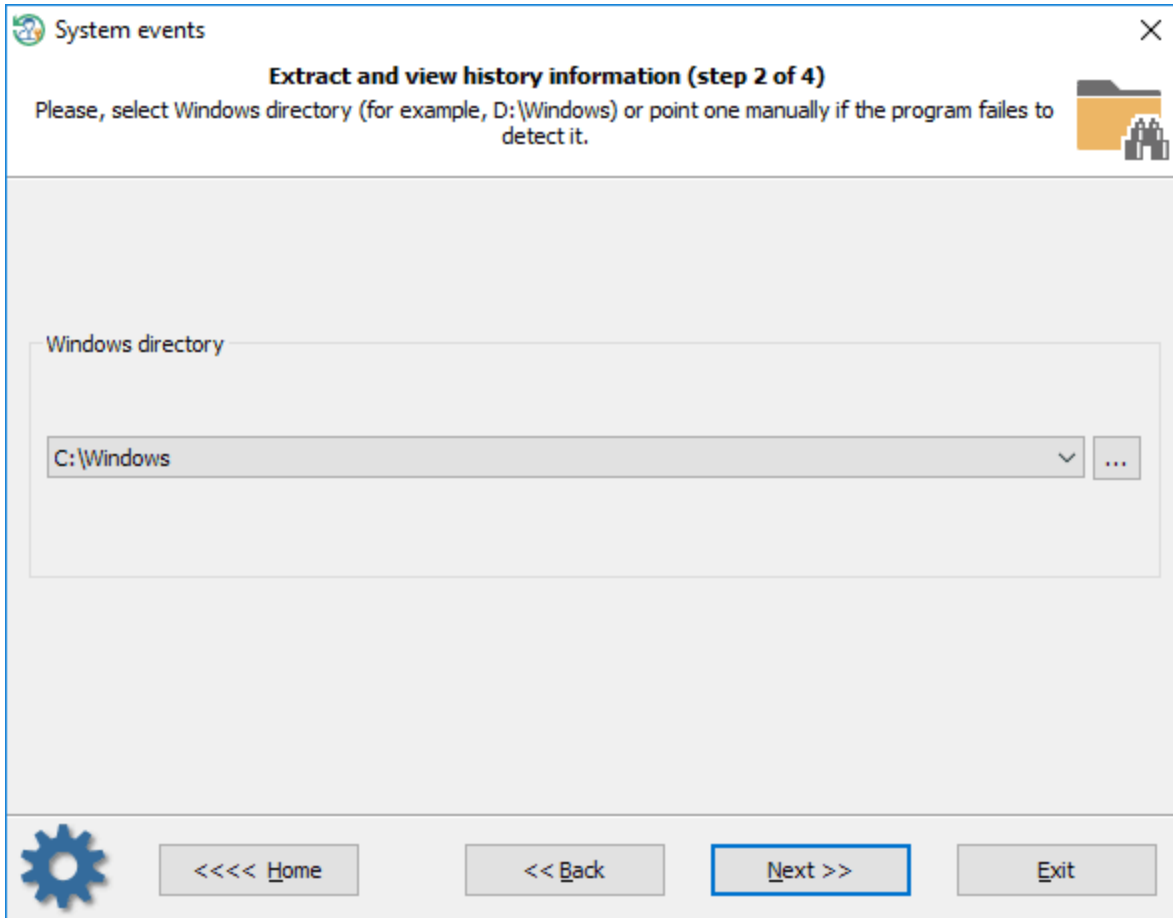 System events
Extract and view history information (step 2 of 4)
Please, select Windows directory (for example, D:\Windows) or point one manually if the program failes to
detect it.
Windows directory
C:\Windows
...
<<<< Home
<< Back
Next >>
Exit